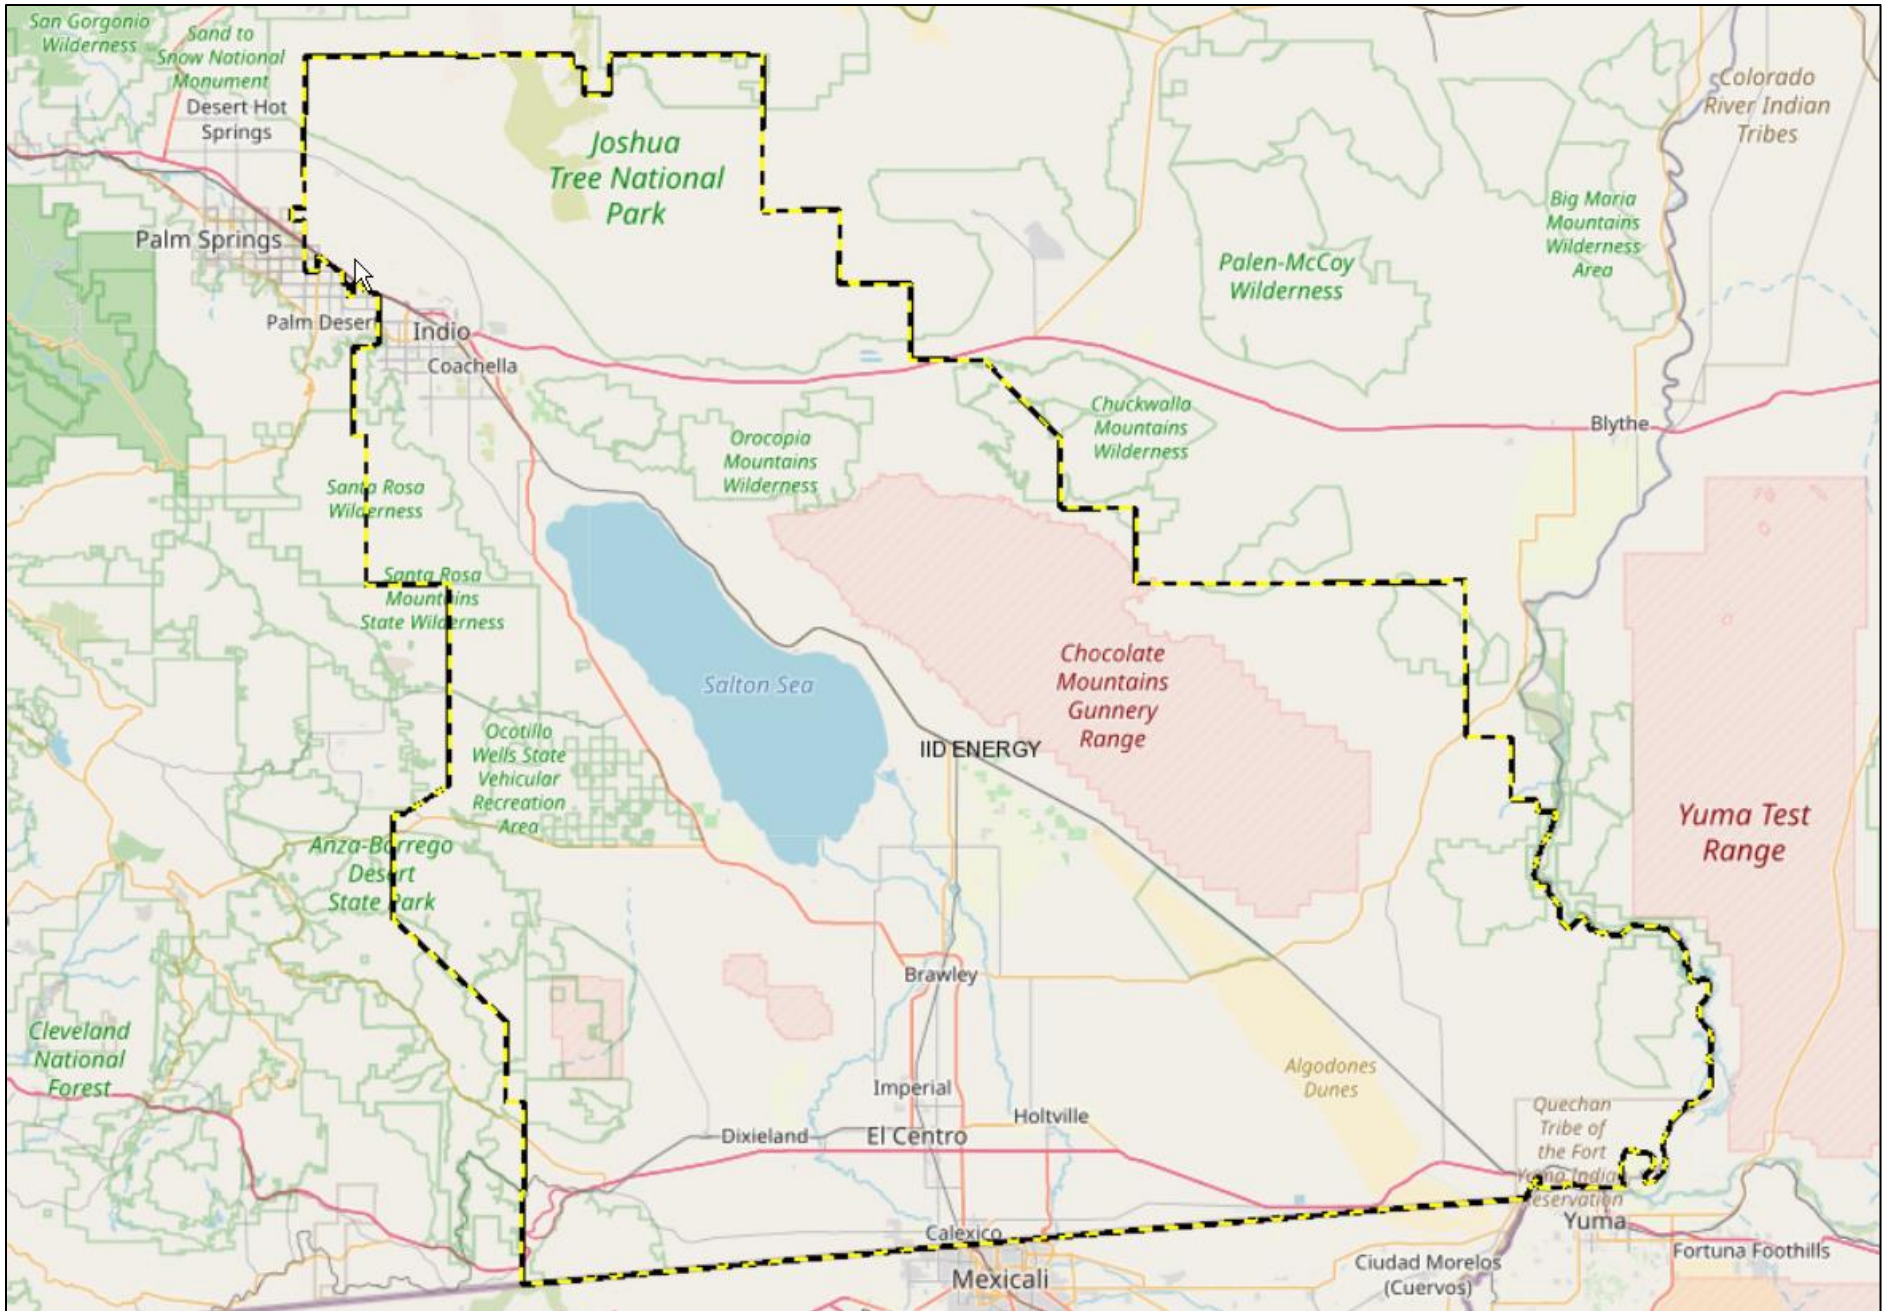 San Gorgonio
Wilderness
Sand to
Snow National
Monument
Desert Hot
Springs
Colorado
River Indian
Tribes
Joshua
Tree National
Park
Big Maria
Mountains
Wilderness
Area
Palm Springs
Palen-McCoy
Wilderness
Palm Desert
Indio
Coachella
Chuckwalla
Mountains
Wilderness
Blythe
Orocopia
Mountains
Wilderness
Santa Rosa
Wilderness
Santa Rosa
Mountains
State Wilderness
Salton Sea
Chocolate
Mountains
Gunnery
Range
IID ENERGY
Ocotillo
Wells State
Vehicular
Recreation
Area
Yuma Test
Range
Anza-Borrego
Desert
State Park
Brawley
Cleveland
National
Forest
Imperial
Algodones
Dunes
Holtville
Dixieland
El Centro
Quechan
Tribe of
the Fort
Yuma Indian
Reservation
Yuma
Calexico
Mexicali
Ciudad Morelos
(Cuervos)
Fortuna Foothills